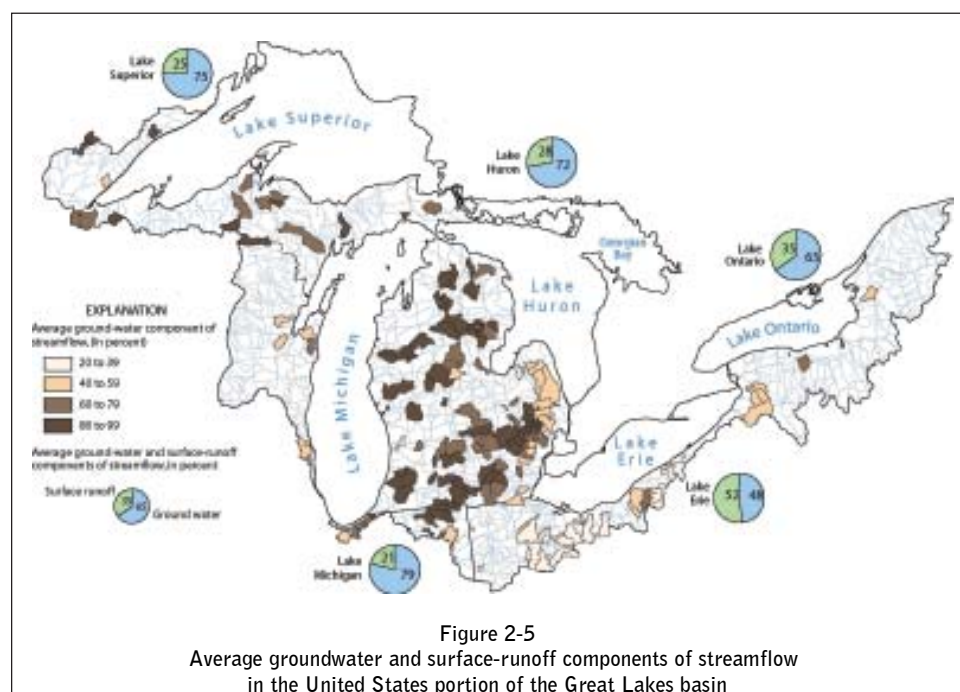 Lake
Superior
25
75
Lake Superior
Lake
Huron
28
72
Georgian
Bay
Lake
Huron
Lake
Ontario
35
65
Lake Ontario
EXPLANATION
Average ground-water component of
streamflow, (in percent)
20 to 39
40 to 59
60 to 79
80 to 99
Average ground-water and surface-runoff
components of streamflow, in percent
Surface runoff
Ground water
Lake Michigan
Lake
Erie
Lake
Erie
52
48
Lake
Michigan
21
79
Figure 2-5
Average groundwater and surface-runoff components of streamflow
in the United States portion of the Great Lakes basin